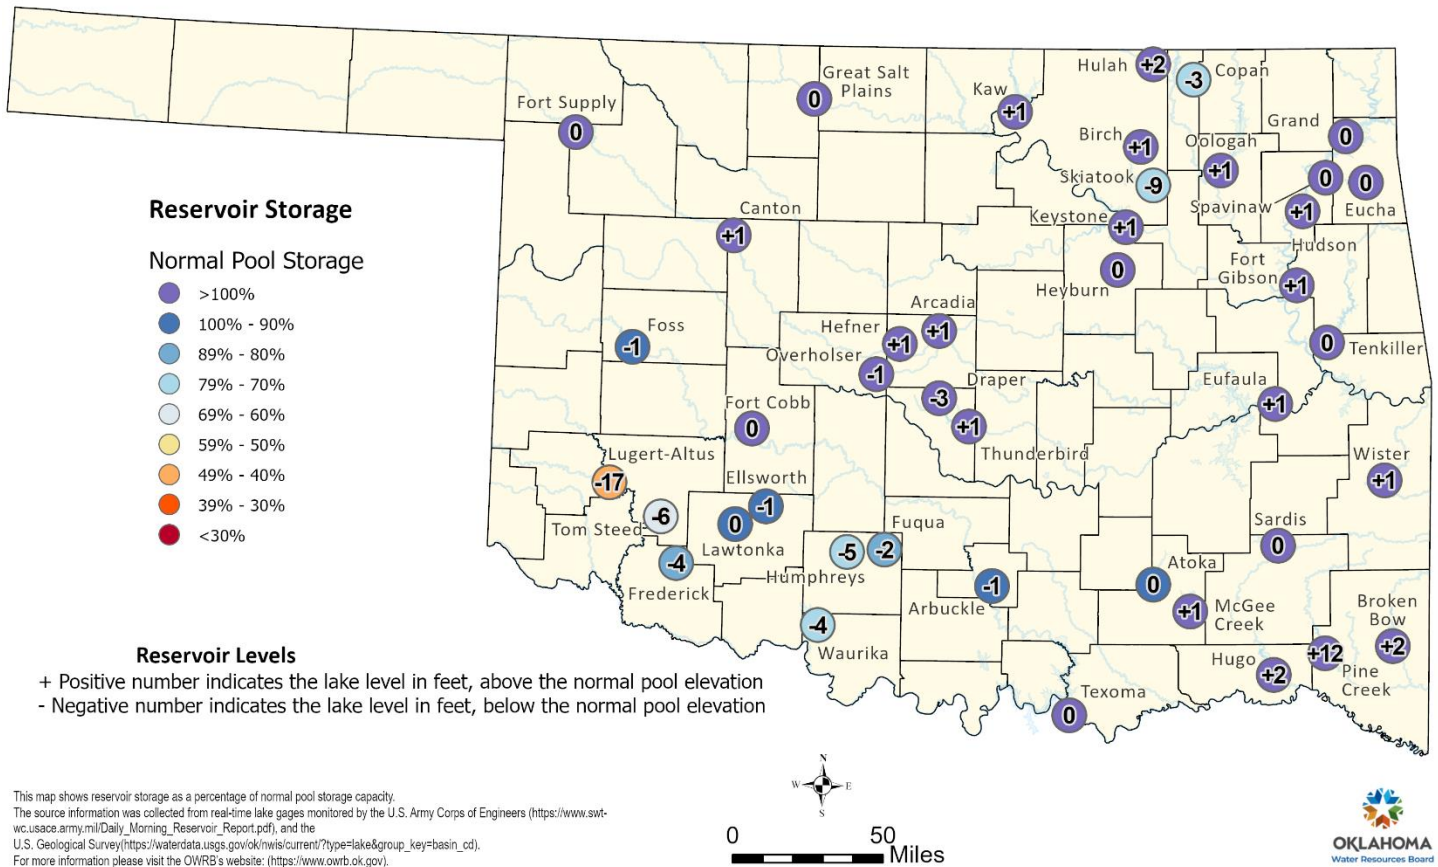 Hulah
+2
-3
Copan
Great Salt
Plains
0
Kaw
+1
Fort Supply
0
Grand
0
Birch
+1
Oologah
+1
Skiatook
-9
0
0
Spavinaw
+1
Eucha
Reservoir Storage
Canton
+1
Keystone
+1
Hudson
Normal Pool Storage
>100%
100% - 90%
89% - 80%
79% - 70%
69% - 60%
59% - 50%
49% - 40%
39% - 30%
<30%
Heyburn
0
Fort
Gibson
+1
Arcadia
+1
Foss
-1
Hefner
+1
Overholser
-1
0
Tenkiller
Draper
-3
Eufaula
+1
Fort Cobb
0
+1
Thunderbird
Lugert-Altus
-17
Wister
+1
Ellsworth
-1
Tom Steed
-6
0
Lawtonka
Fuqua
-2
-5
Humphreys
Sardis
0
-4
Frederick
Arbuckle
-1
Atoka
0
+1
McGee
Creek
Broken
Bow
+2
-4
Waurika
Hugo
+2
+12
Pine
Creek
Texoma
0
Reservoir Levels
+ Positive number indicates the lake level in feet, above the normal pool elevation
- Negative number indicates the lake level in feet, below the normal pool elevation
N
W
E
S
This map shows reservoir storage as a percentage of normal pool storage capacity.
The source information was collected from real-time lake gages monitored by the U.S. Army Corps of Engineers (https://www.swt-
wc.usace.army.mil/Daily_Morning_Reservoir_Report.pdf), and the
U.S. Geological Survey(https://waterdata.usgs.gov/ok/nwis/current/?type=lake&group_key=basin_cd).
For more information please visit the OWRB's website: (https://www.owrb.ok.gov).
0
50
Miles
OKLAHOMA
Water Resources Board